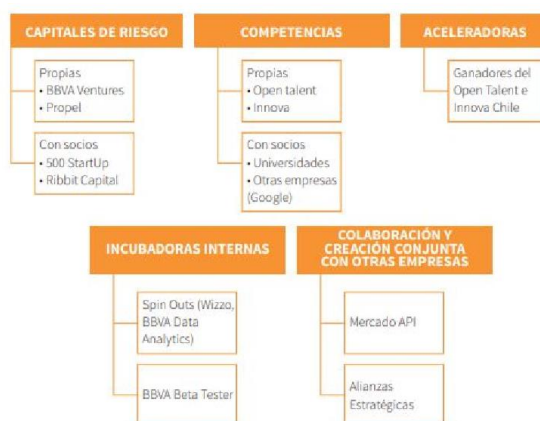 CAPITALES DE RIESGO
Propias
• BBVA Ventures
• Propel
Con socios
• 500 StartUp
• Ribbit Capital
COMPETENCIAS
Propias
• Open talent
• Innova
Con socios
• Universidades
• Otras empresas
(Google)
ACELERADORAS
Ganadores del
Open Talent e
Innova Chile
INCUBADORAS INTERNAS
Spin Outs (Wizzo,
BBVA Data
Analytics)
BBVA Beta Tester
COLABORACIÓN Y
CREACIÓN CONJUNTA
CON OTRAS EMPRESAS
Mercado API
Alianzas
Estratégicas